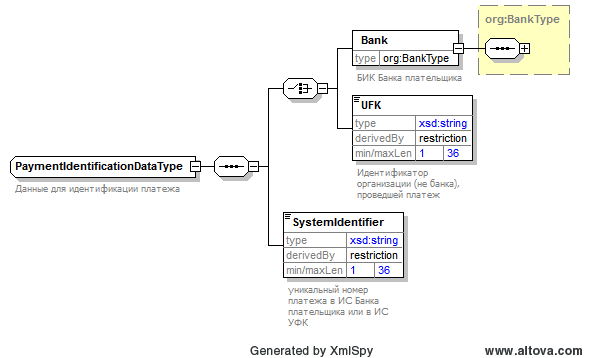 org:BankType
Bank
type org:BankType
БИК Банка плательщика
UFK
type xsd:string
derivedBy restriction
min/maxLen 1 36
Идентификатор
организации (не банка),
проведшей платеж
PaymentIdentificationDataType
Данные для идентификации платежа
SystemIdentifier
type xsd:string
derivedBy restriction
min/maxLen 1 36
уникальный номер
платежа в ИС Банка
плательщика или в ИС
УФК
Generated by XmlSpy
www.altova.com